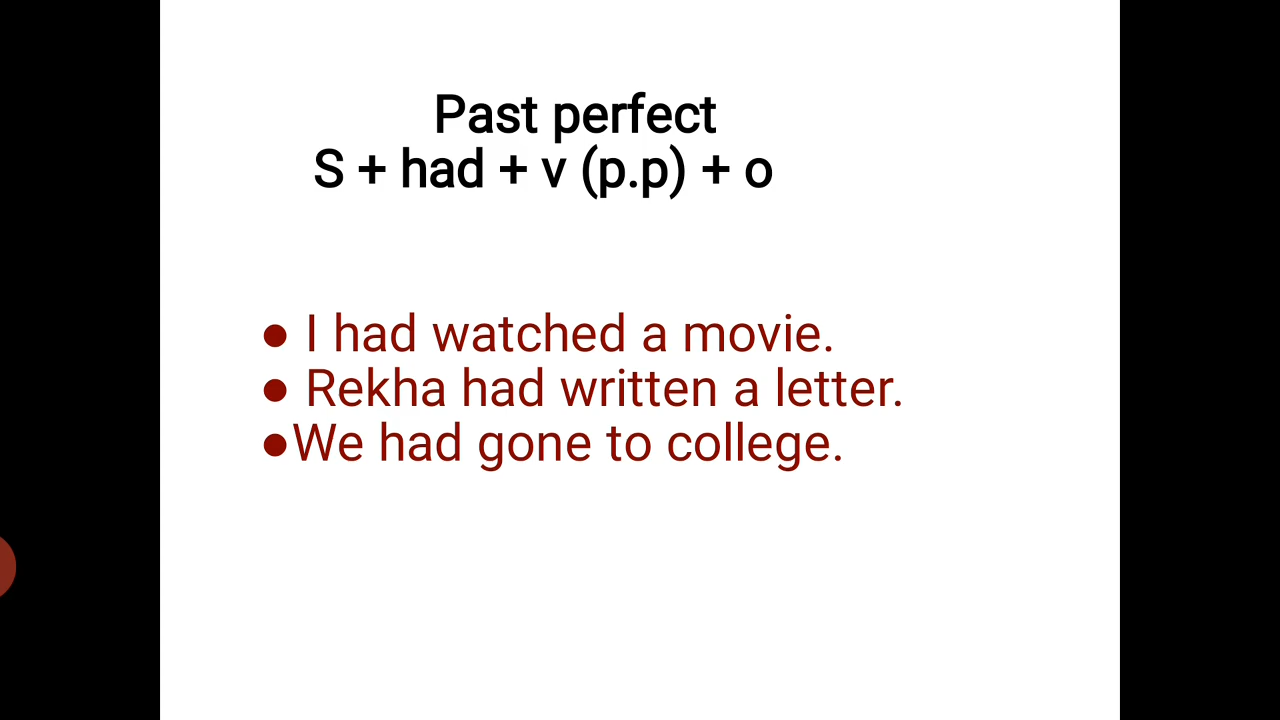 Past perfect
S + had + v (p.p) + o
● I had watched a movie.
● Rekha had written a letter.
●We had gone to college.